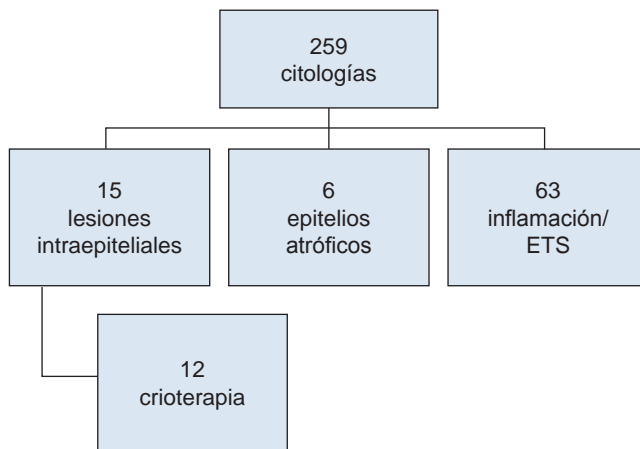 259
citologías
15
lesiones
intraepiteliales
6
epitelios
atróficos
63
inflamación/
ETS
12
crioterapia